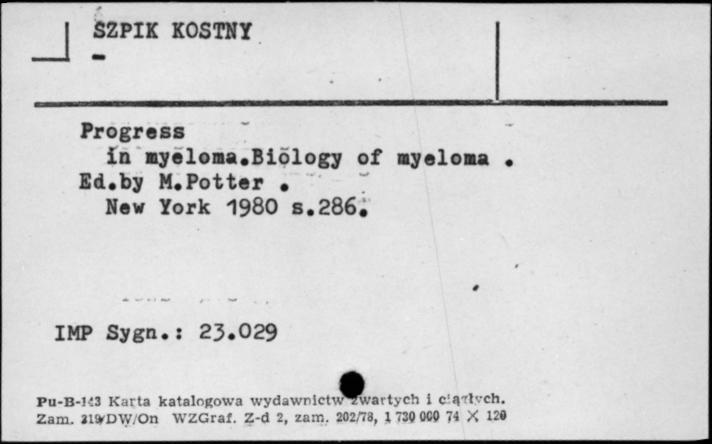 SZPIK KOSTNY
-
Progress
in myeloma.Biology of myeloma .
Ed.by M.Potter .
New York 1980 s.286.
IMP Sygn.: 23.029
Pu-B-143 Karta katalogowa wydawnictw zwartych i ciągłych.
Zam. 319/DW/On WZGraf. Z-d 2, zam. 202/78, 1 730 000 74 X 120